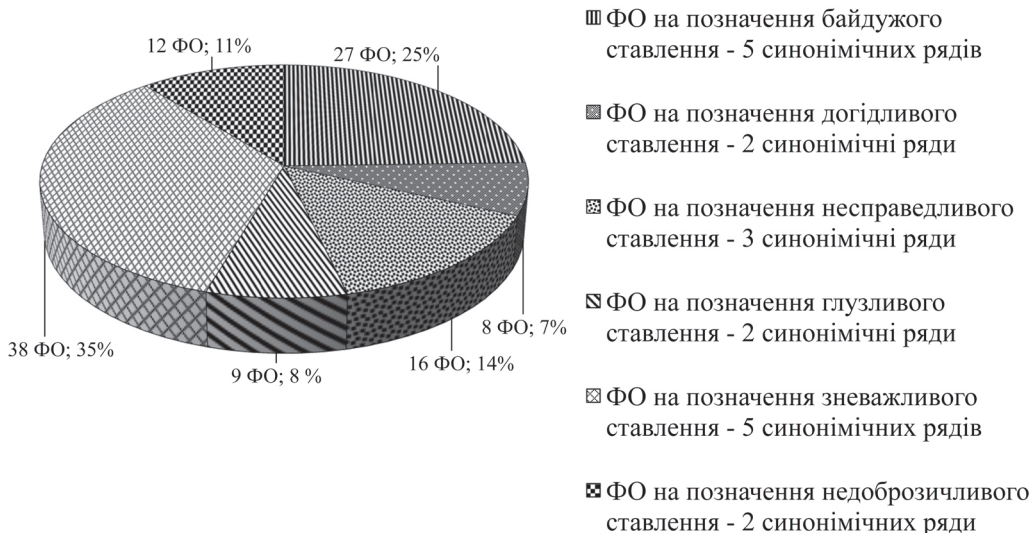 12 ФО; 11%
27 ФО; 25%
8 ФО; 7%
16 ФО; 14%
9 ФО; 8 %
38 ФО; 35%
ФО на позначення байдужого
ставлення - 5 синонімічних рядів
ФО на позначення догідливого
ставлення - 2 синонімічні ряди
ФО на позначення несправедливого
ставлення - 3 синонімічні ряди
ФО на позначення глузливого
ставлення - 2 синонімічні ряди
ФО на позначення зневажливого
ставлення - 5 синонімічних рядів
ФО на позначення недоброзичливого
ставлення - 2 синонімічних ряди